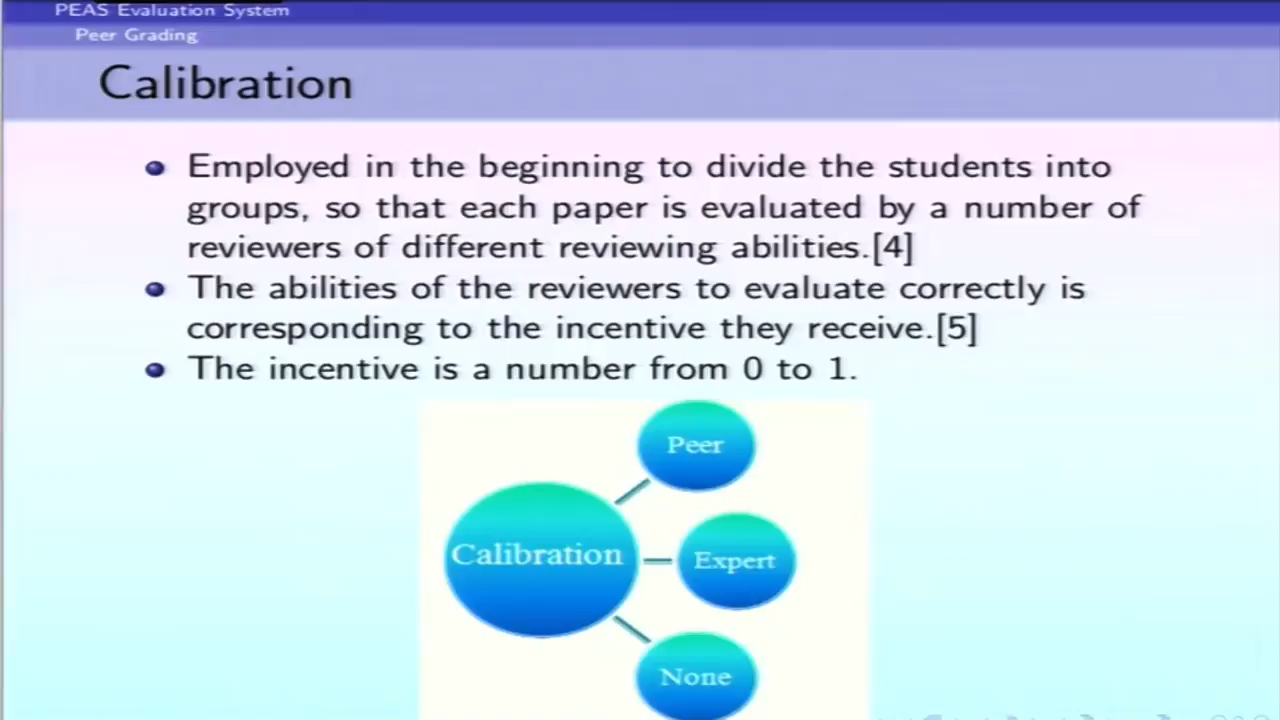 PEAS Evaluation System
Peer Grading
Calibration
Employed in the beginning to divide the students into
groups, so that each paper is evaluated by a number of
reviewers of different reviewing abilities.[4]
The abilities of the reviewers to evaluate correctly is
corresponding to the incentive they receive.[5]
The incentive is a number from 0 to 1.
Peer
Calibration
Expert
None